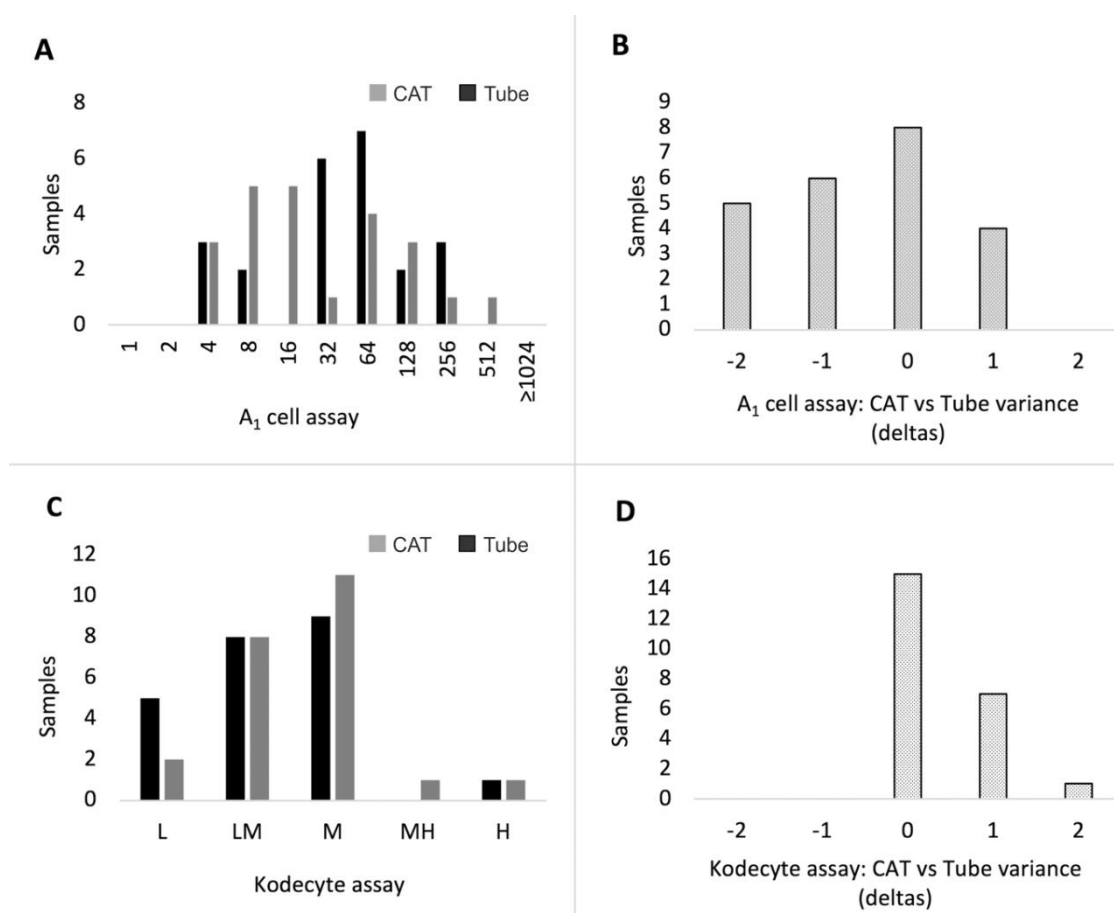 A
CAT Tube
8
6
4
2
0
Samples
1 2 4 8 16 32 64 128 256 512 ≥1024
A₁ cell assay
B
9
8
7
6
5
4
3
2
1
0
Samples
-2 -1 0 1 2
A₁ cell assay: CAT vs Tube variance
(deltas)
C
CAT Tube
12
10
8
6
4
2
0
Samples
L LM M MH H
Kodecyte assay
D
16
14
12
10
8
6
4
2
0
Samples
-2 -1 0 1 2
Kodecyte assay: CAT vs Tube variance
(deltas)